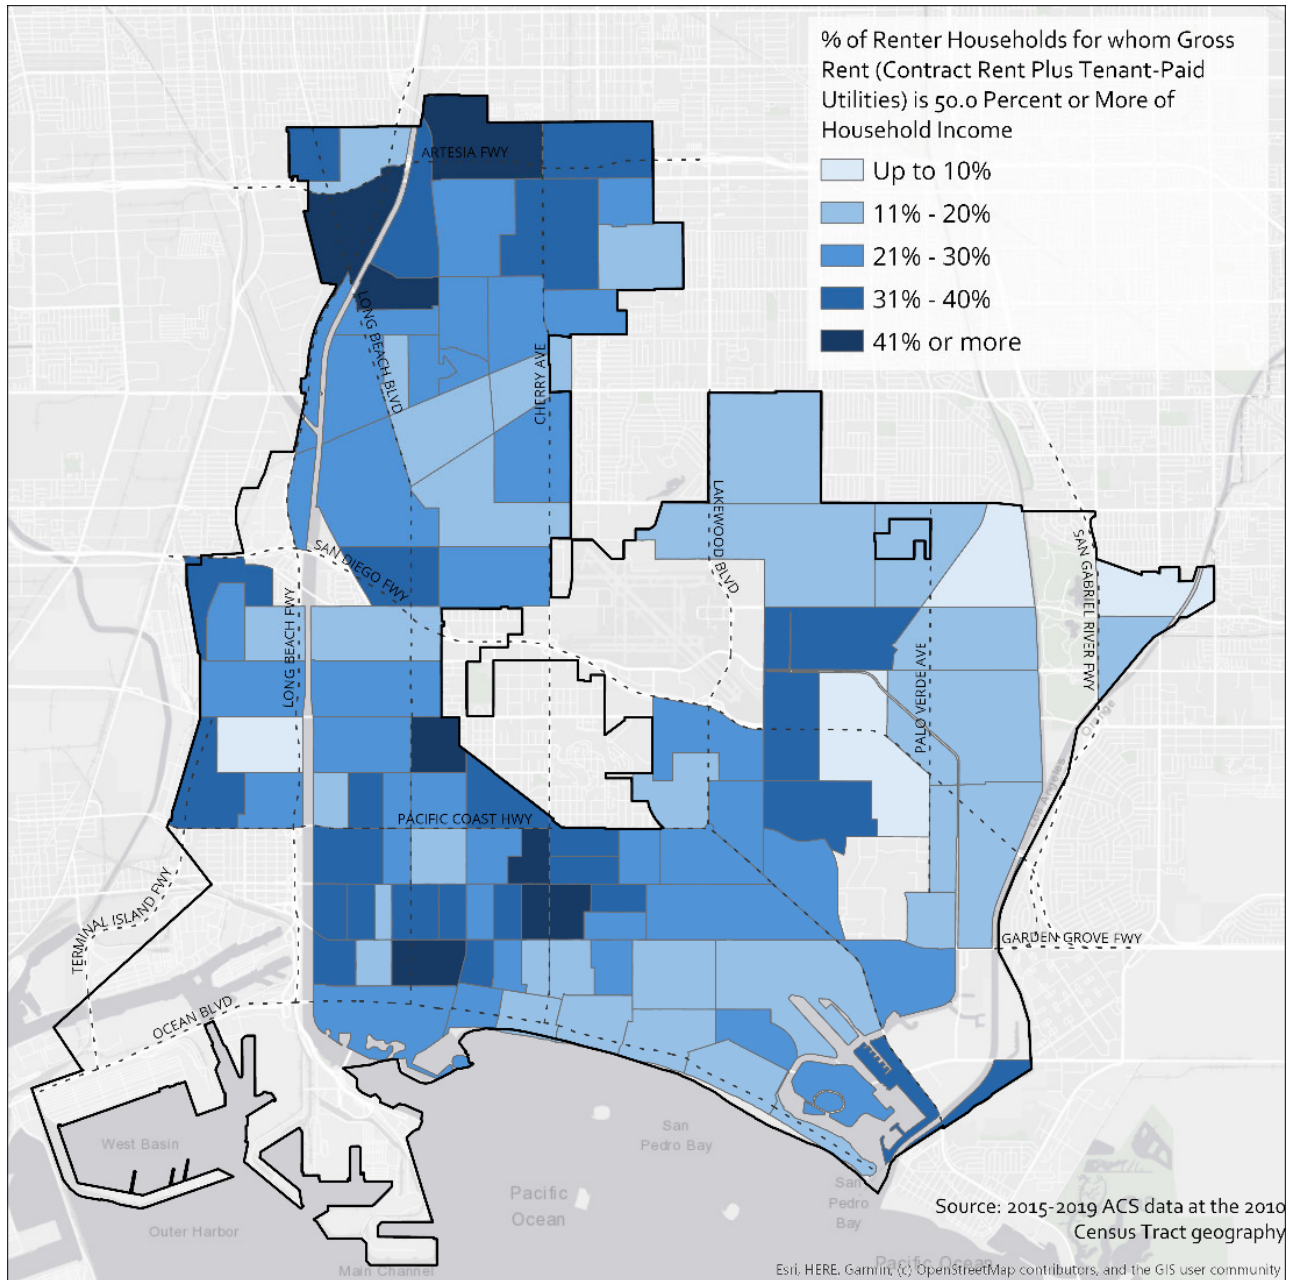 % of Renter Households for whom Gross
Rent (Contract Rent Plus Tenant-Paid
Utilities) is 50.0 Percent or More of
Household Income
Up to 10%
11% - 20%
21% - 30%
31% - 40%
41% or more
ARTESIA FWY
LONG BEACH BLVD
CHERRY AVE
LAKEWOOD BLVD
SAN DIEGO FWY
SAN GABRIEL RIVER FWY
LONG BEACH FWY
PALO VERDE AVE
Orange
Los Angeles
PACIFIC COAST HWY
TERMINAL ISLAND FWY
GARDEN GROVE FWY
OCEAN BLVD
West Basin
San
Pedro Bay
Pacific
Ocean
San
Pedro
Bay
Outer Harbor
Main Channel
Pacific Ocean
Source: 2015-2019 ACS data at the 2010
Census Tract geography
Esri, HERE, Garmin, (c) OpenStreetMap contributors, and the GIS user community